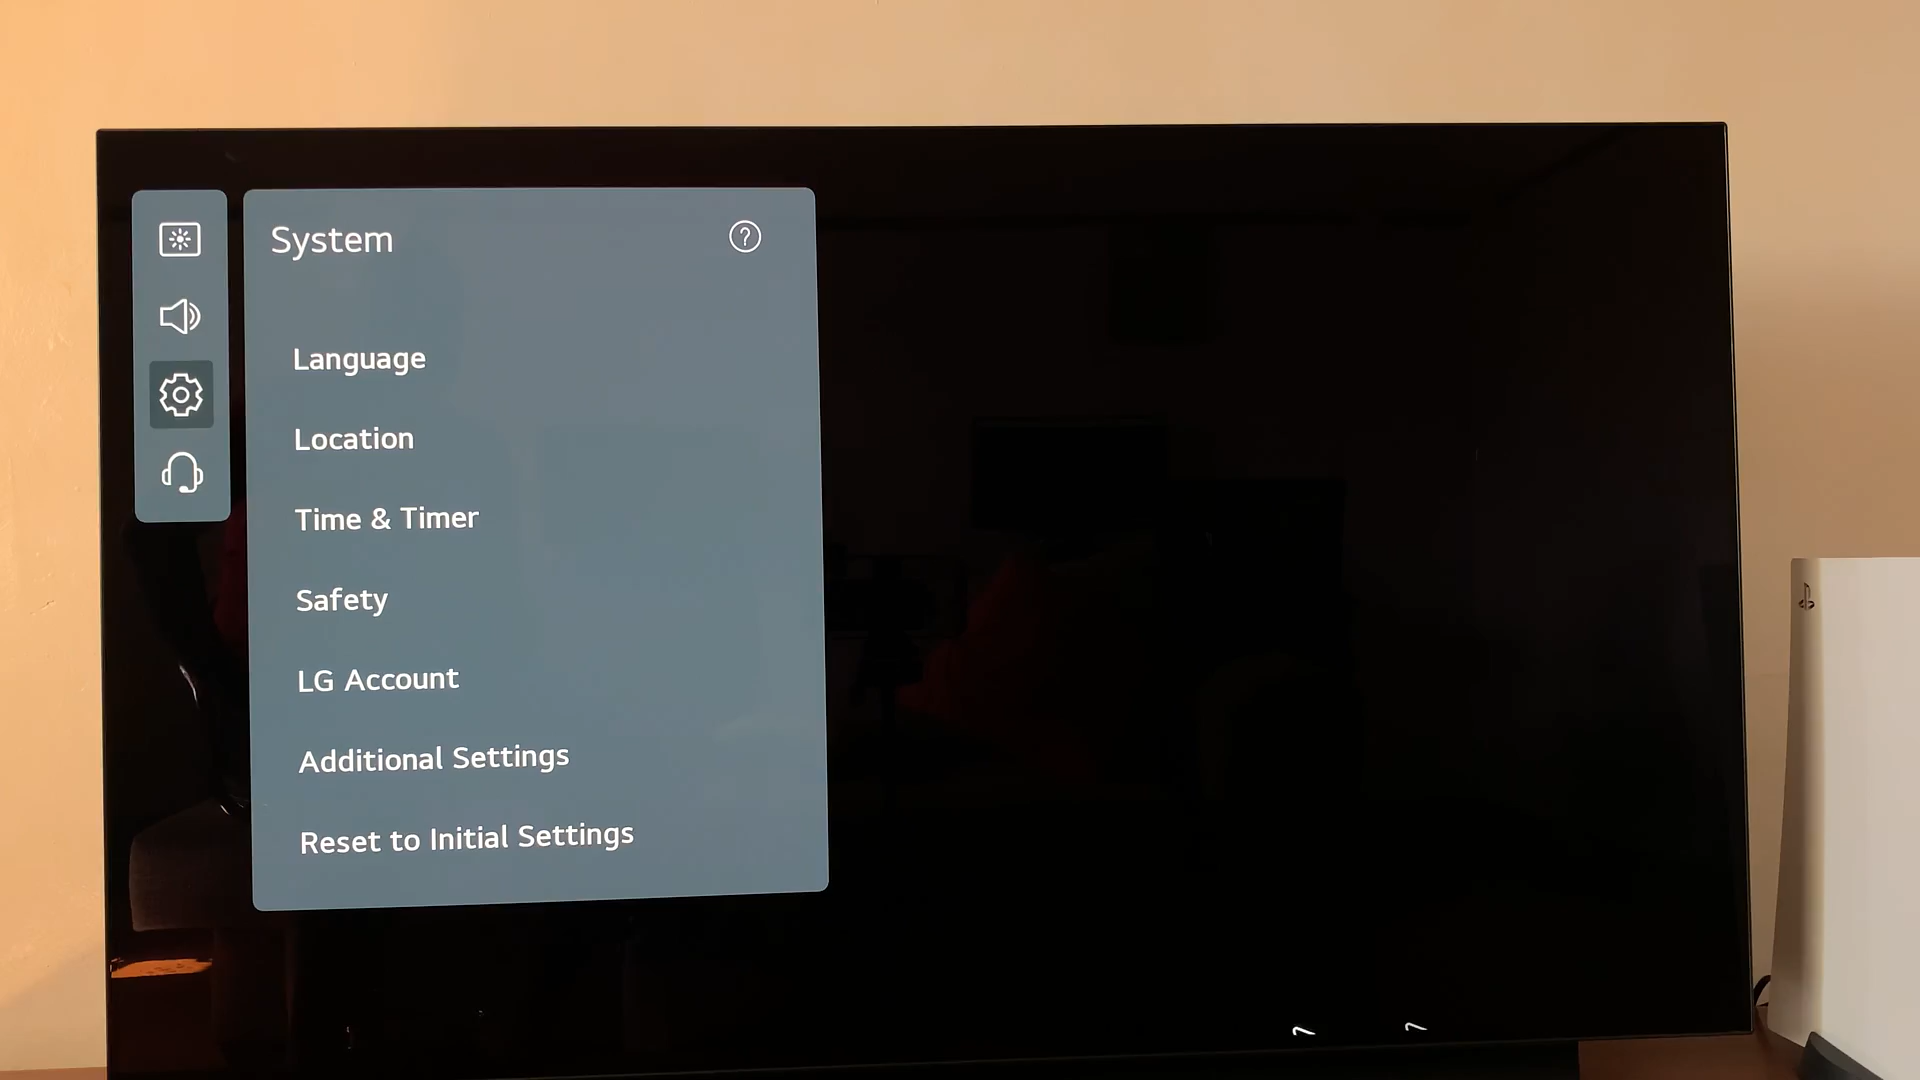 System
Language
Location
Time & Timer
Safety
LG Account
Additional Settings
Reset to Initial Settings